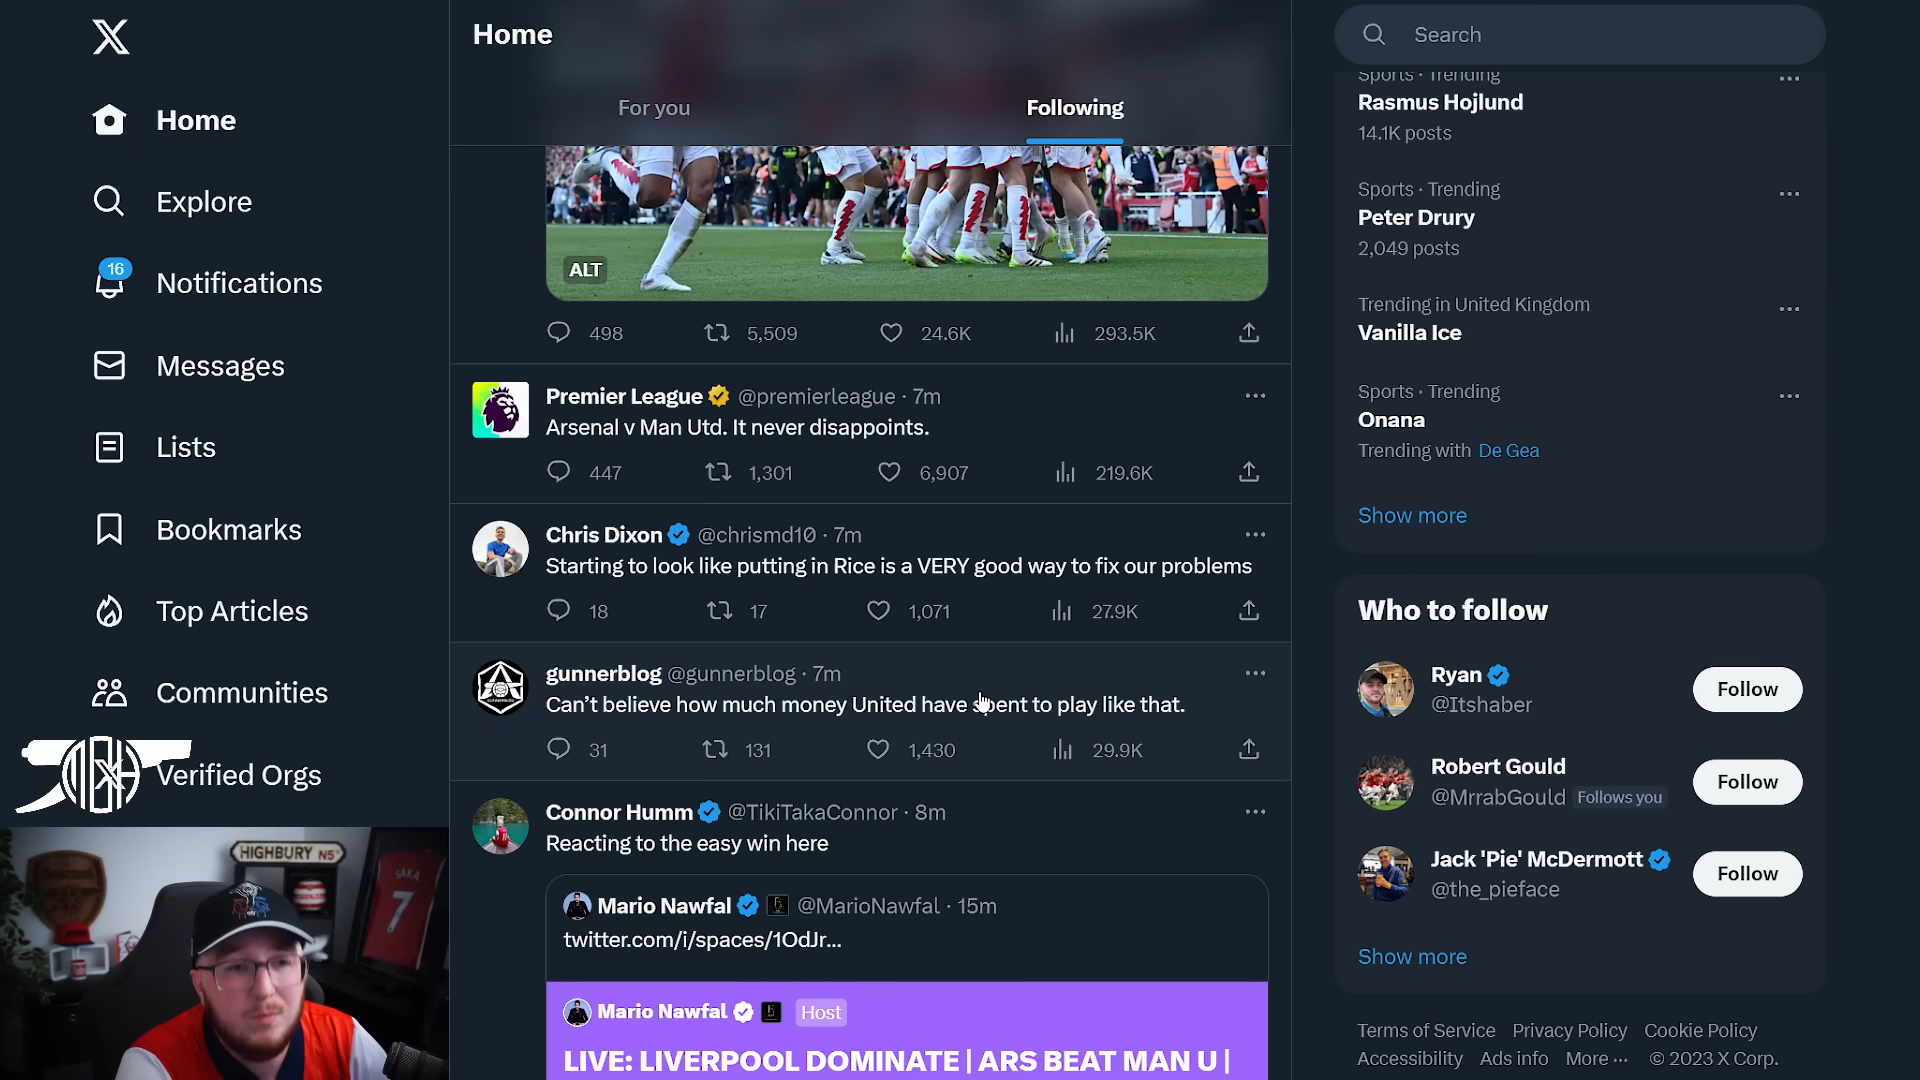 Home
Search
For you
Following
Home
Explore
16
Notifications
Messages
Lists
Bookmarks
Top Articles
Communities
Verified Orgs
ALT
498 5,509 24.6K 293.5K
Premier League @premierleague · 7m
Arsenal v Man Utd. It never disappoints.
447 1,301 6,907 219.6K
Chris Dixon @chrismd10 · 7m
Starting to look like putting in Rice is a VERY good way to fix our problems
18 17 1,071 27.9K
gunnerblog @gunnerblog · 7m
Can’t believe how much money United have spent to play like that.
31 131 1,430 29.9K
Connor Humm @TikiTakaConnor · 8m
Reacting to the easy win here
Mario Nawfal @MarioNawfal · 15m
twitter.com/i/spaces/1OdJr...
Mario Nawfal Host
LIVE: LIVERPOOL DOMINATE | ARS BEAT MAN U |
Sports · Trending
Rasmus Hojlund
14.1K posts
Sports · Trending
Peter Drury
2,049 posts
Trending in United Kingdom
Vanilla Ice
Sports · Trending
Onana
Trending with De Gea
Show more
Who to follow
Ryan
@Itshaber
Follow
Robert Gould
@MrrabGould Follows you
Follow
Jack 'Pie' McDermott
@the_pieface
Follow
Show more
Terms of Service Privacy Policy Cookie Policy
Accessibility Ads info More ··· © 2023 X Corp.
HIGHBURY N5
SAKA
7